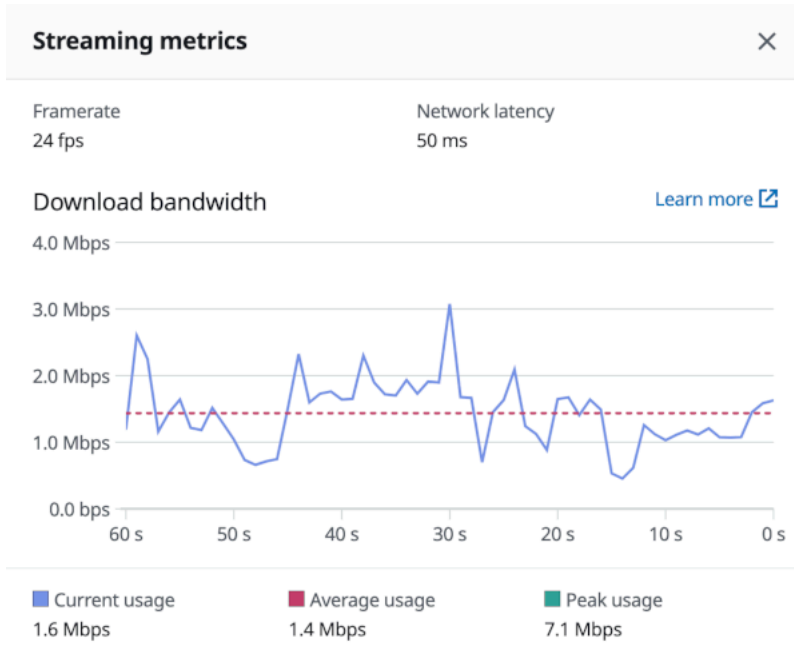 Streaming metrics
Framerate
Network latency
24 fps
50 ms
Download bandwidth
Learn more
4.0 Mbps
3.0 Mbps
2.0 Mbps
1.0 Mbps
0.0 bps
60 s 50 s 40 s 30 s 20 s 10 s 0 s
Current usage
1.6 Mbps
Average usage
1.4 Mbps
Peak usage
7.1 Mbps